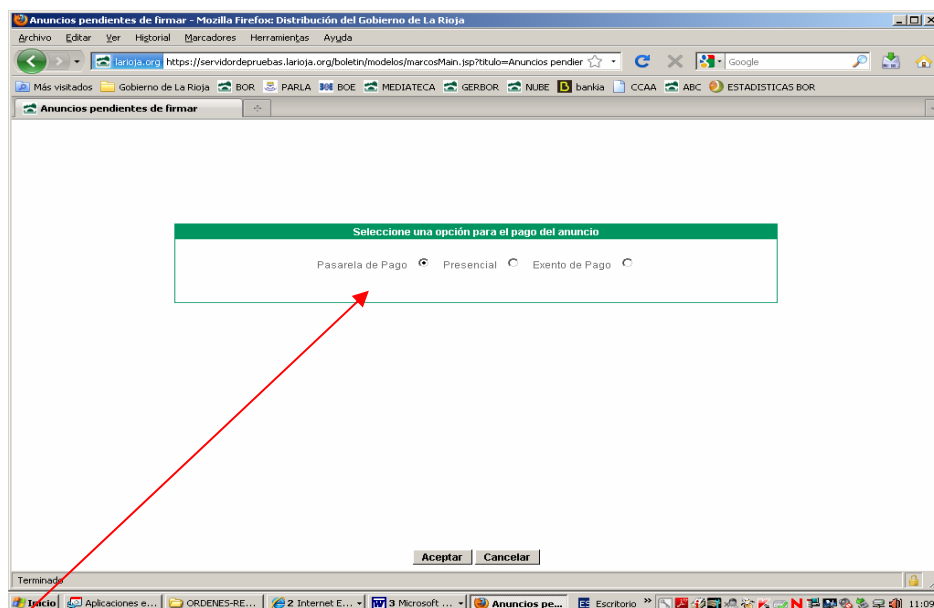 Anuncios pendientes de firmar - Mozilla Firefox: Distribución del Gobierno de La Rioja
Archivo Editar Ver Historial Marcadores Herramientas Ayuda
larioja.org https://servidordepruebas.larioja.org/boletin/modelos/marcosMain.jsp?titulo=Anuncios pendier Google
Más visitados Gobierno de La Rioja BOR PARLA BOE MEDIATECA GERBOR NUBE bankia CCAA ABC ESTADISTICAS BOR
Anuncios pendientes de firmar
Seleccione una opción para el pago del anuncio
Pasarela de Pago Presencial Exento de Pago
Aceptar Cancelar
Terminado
Inicio Aplicaciones e... ORDENES-RE... 2 Internet E... 3 Microsoft ... Anuncios pe... ES Escritorio » 11:09